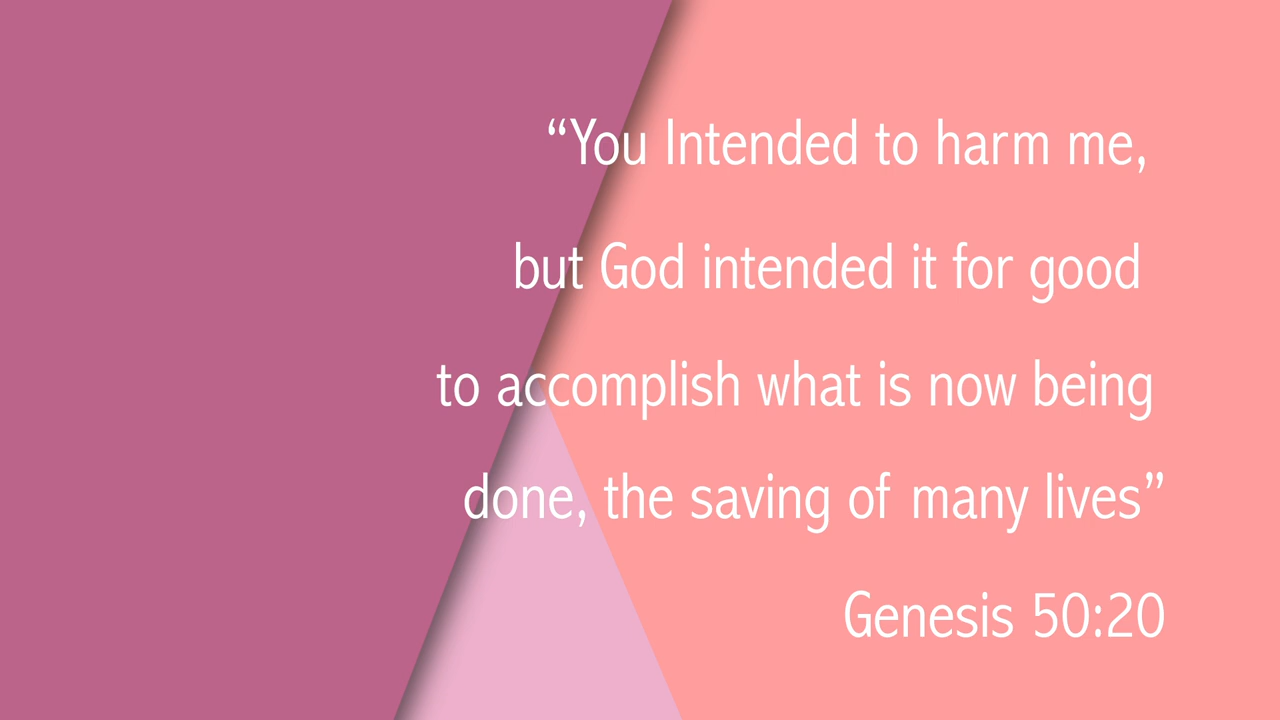 “You Intended to harm me,
but God intended it for good
to accomplish what is now being
done, the saving of many lives”
Genesis 50:20